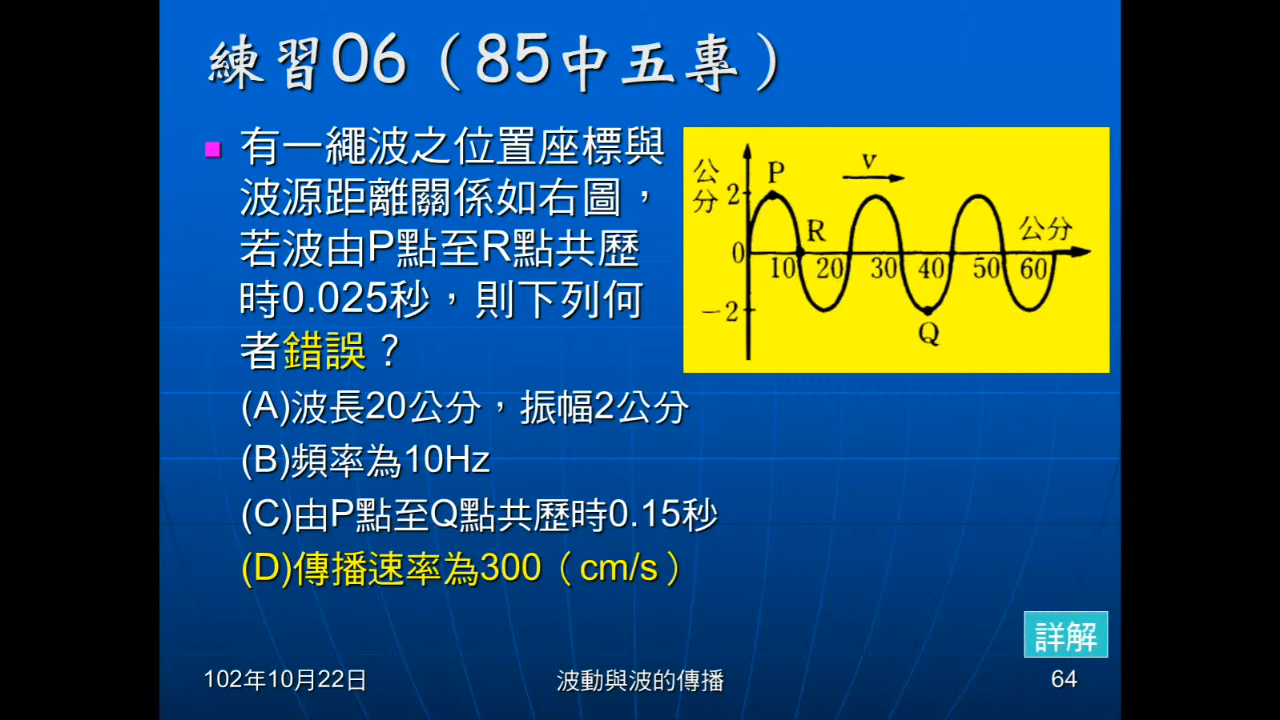 練習06（85中五專）
有一繩波之位置座標與
波源距離關係如右圖，
若波由P點至R點共歷
時0.025秒，則下列何
者錯誤？
(A)波長20公分，振幅2公分
(B)頻率為10Hz
(C)由P點至Q點共歷時0.15秒
(D)傳播速率為300（cm/s）
公分
2
P
v
R
公分
0
10
20
30
40
50
60
－2
Q
詳解
102年10月22日
波動與波的傳播
64